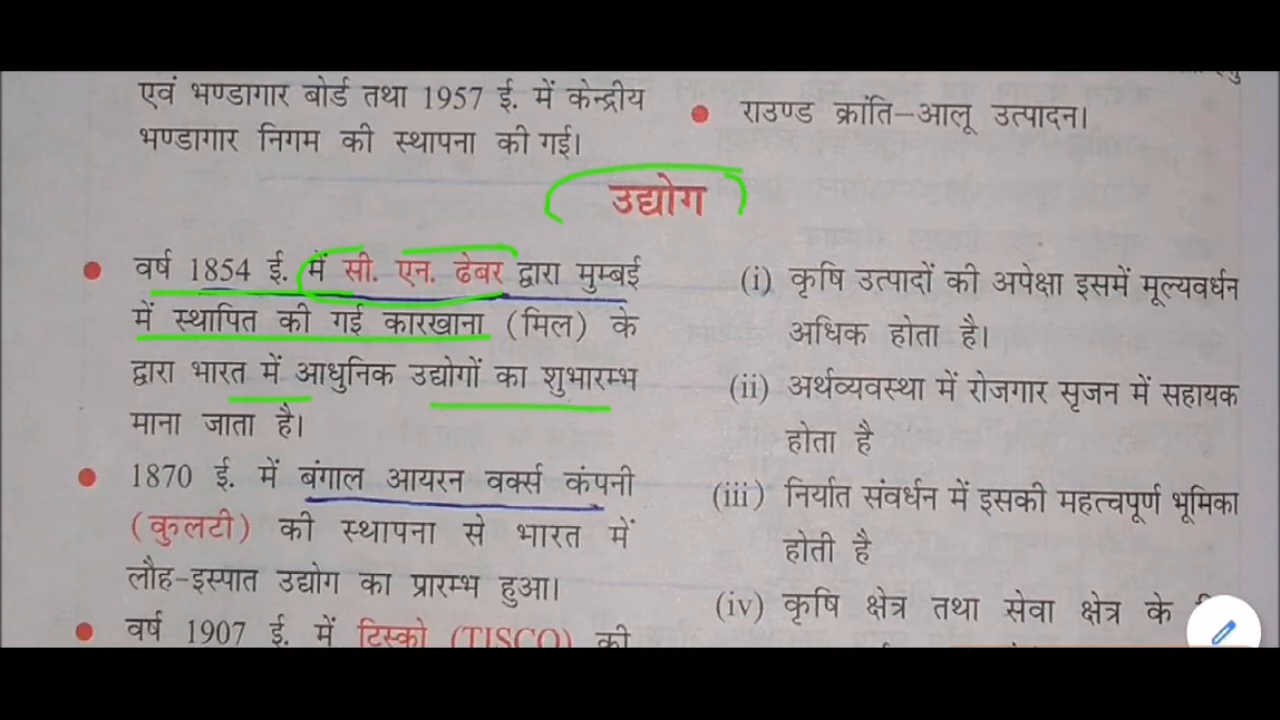 एवं भण्डागार बोर्ड तथा 1957 ई. में केन्द्रीय
भण्डागार निगम की स्थापना की गई।
• राउण्ड क्रांति–आलू उत्पादन।
उद्योग
• वर्ष 1854 ई. में सी. एन. ढेबर द्वारा मुम्बई
में स्थापित की गई कारखाना (मिल) के
द्वारा भारत में आधुनिक उद्योगों का शुभारम्भ
माना जाता है।
• 1870 ई. में बंगाल आयरन वर्क्स कंपनी
(कुलटी) की स्थापना से भारत में
लौह-इस्पात उद्योग का प्रारम्भ हुआ।
• वर्ष 1907 ई. में टिस्को (TISCO) की
(i) कृषि उत्पादों की अपेक्षा इसमें मूल्यवर्धन
अधिक होता है।
(ii) अर्थव्यवस्था में रोजगार सृजन में सहायक
होता है
(iii) निर्यात संवर्धन में इसकी महत्वपूर्ण भूमिका
होती है
(iv) कृषि क्षेत्र तथा सेवा क्षेत्र के